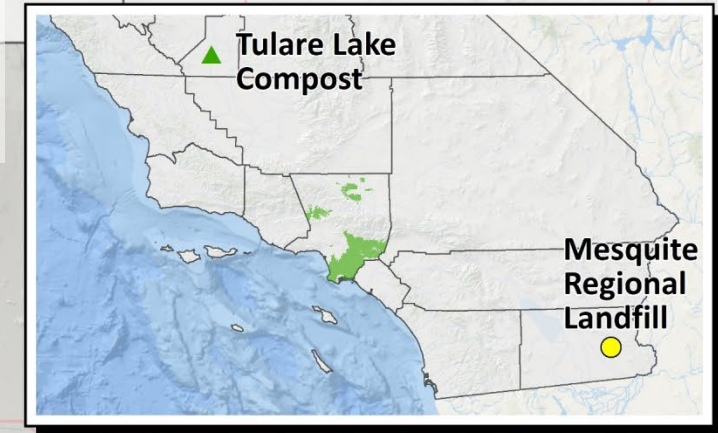 Tulare Lake
Compost
Mesquite
Regional
Landfill